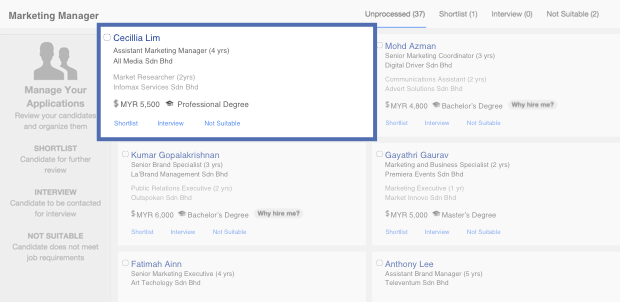 Marketing Manager
Unprocessed (37)
Shortlist (1)
Interview (0)
Not Suitable (2)
Manage Your
Applications
Review your candidates
and organize them
SHORTLIST
Candidate for further
review
INTERVIEW
Candidate to be contacted
for interview
NOT SUITABLE
Candidate does not meet
job requirements
Cecillia Lim
Assistant Marketing Manager (4 yrs)
All Media Sdn Bhd
Market Researcher (2yrs)
Infomax Services Sdn Bhd
$ MYR 5,500 Professional Degree
Shortlist Interview Not Suitable
Mohd Azman
Senior Marketing Coordinator (3 yrs)
Digital Driver Sdn Bhd
Communications Assistant (2 yrs)
Advert Solutions Sdn Bhd
$ MYR 4,800 Bachelor's Degree Why hire me?
Shortlist Interview Not Suitable
Kumar Gopalakrishnan
Senior Brand Specialist (3 yrs)
La'Brand Management Sdn Bhd
Public Relations Executive (2 yrs)
Outspoken Sdn Bhd
$ MYR 6,000 Bachelor's Degree Why hire me?
Shortlist Interview Not Suitable
Gayathri Gaurav
Marketing and Business Specialist (2 yrs)
Premiera Events Sdn Bhd
Marketing Executive (1 yr)
Market Innovo Sdn Bhd
$ MYR 5,000 Master's Degree
Shortlist Interview Not Suitable
Fatimah Ainn
Senior Marketing Executive (4 yrs)
Art Techology Sdn Bhd
Anthony Lee
Assistant Brand Manager (5 yrs)
Televentum Sdn Bhd